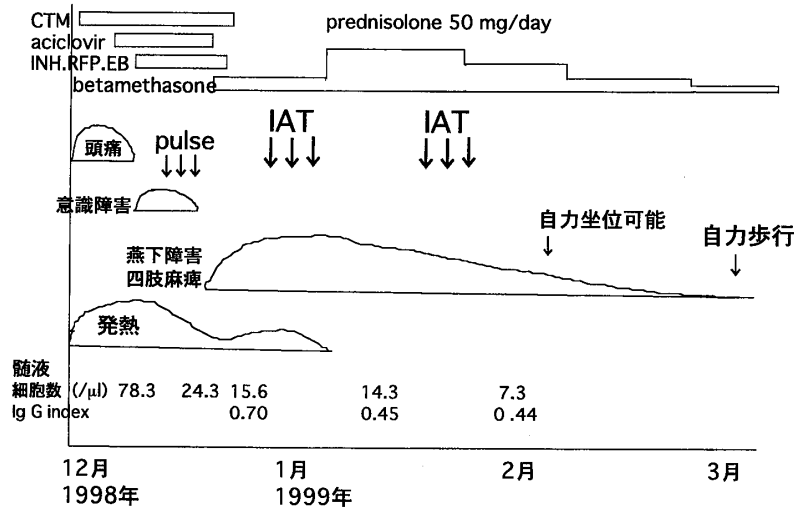 CTM
prednisolone 50 mg/day
aciclovir
INH.RFP.EB
betamethasone
IAT
IAT
頭痛
pulse
意識障害
自力坐位可能
自力歩行
燕下障害
四肢麻痺
発熱
髄液
細胞数 (/μl) 78.3 24.3 15.6 14.3 7.3
Ig G index 0.70 0.45 0.44
12月 1月 2月 3月
1998年 1999年